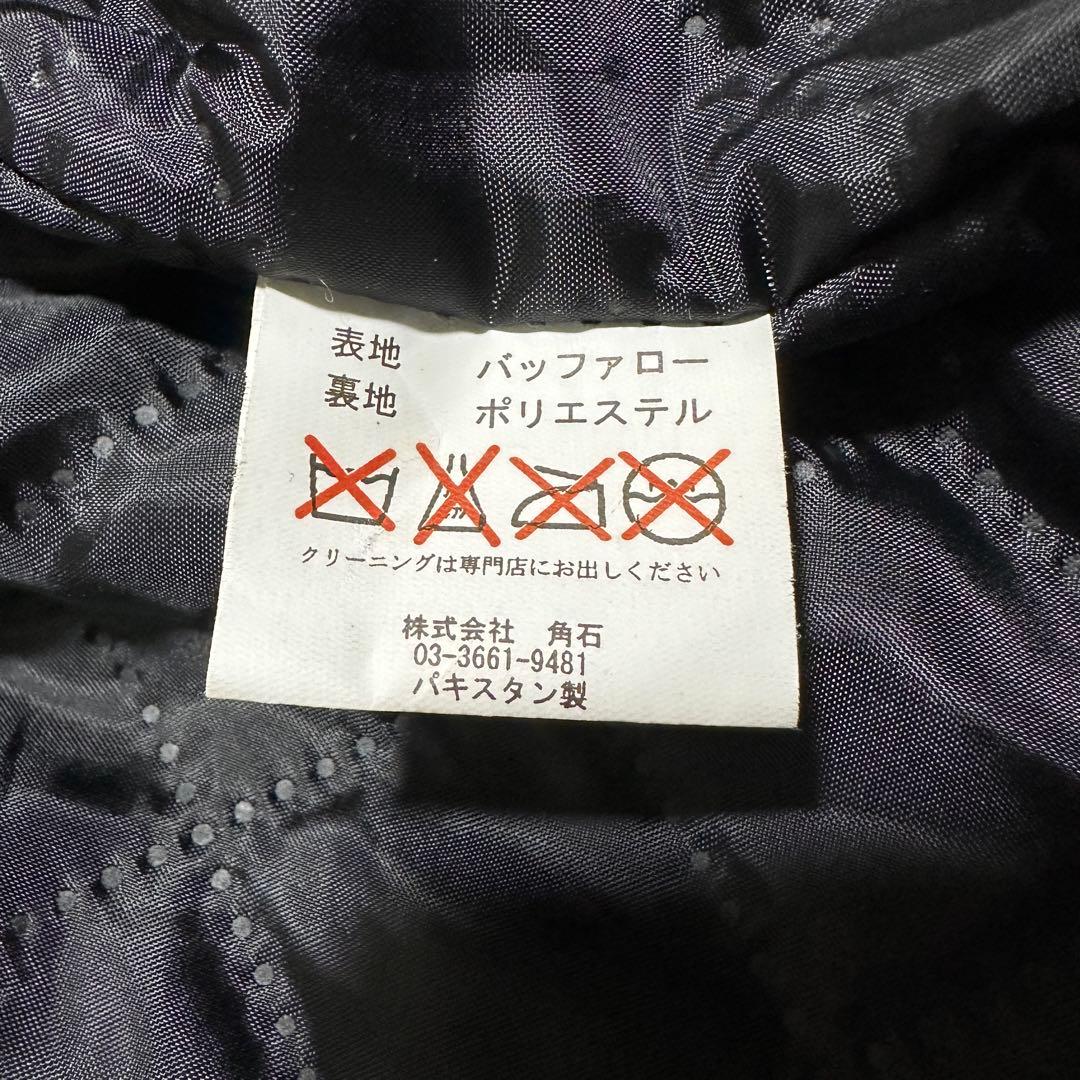 表地 バッファロー
裏地 ポリエステル
クリーニングは専門店にお出しください
株式会社 角石
03-3661-9481
パキスタン製